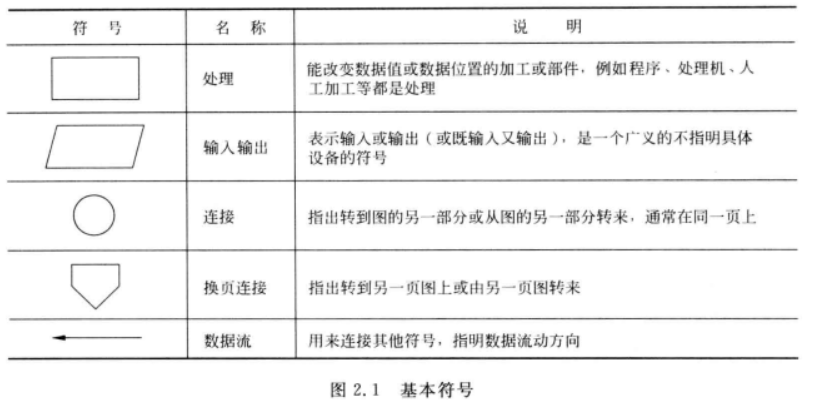 符 号 名 称 说 明
处理 能改变数据值或数据位置的加工或部件，例如程序、处理机、人
工加工等都是处理
输入输出 表示输入或输出（或既输入又输出），是一个广义的不指明具体
设备的符号
连接 指出转到图的另一部分或从图的另一部分转来，通常在同一页上
换页连接 指出转到另一页图上或由另一页图转来
数据流 用来连接其他符号，指明数据流动方向
图 2.1 基本符号